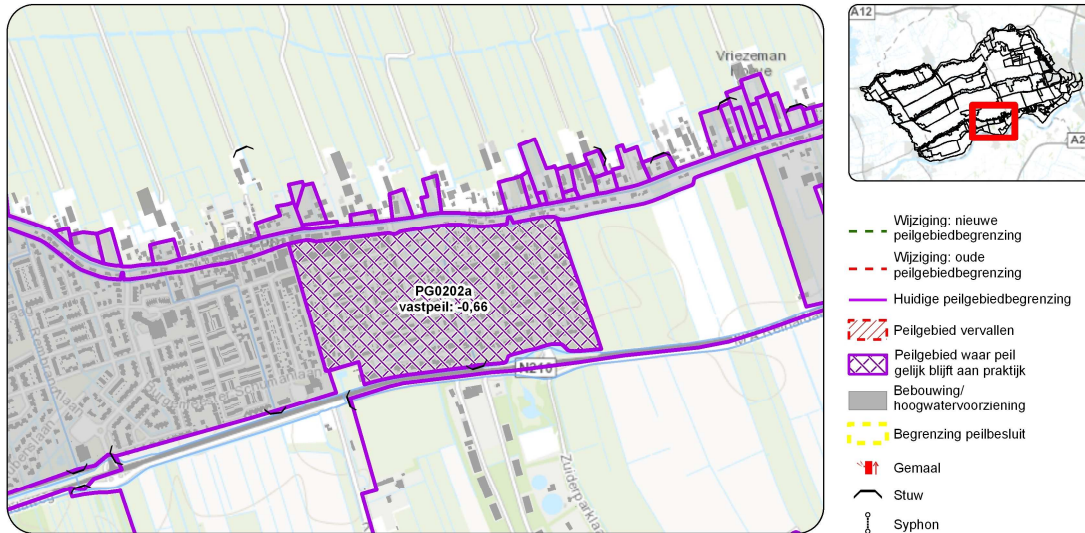 Vriezeman
PG0202a
vastpeil: -0,66
N210
Zuiderparklaa
A12
A2
Wijziging: nieuwe
peilgebiedbegrenzing
Wijziging: oude
peilgebiedbegrenzing
Huidige peilgebiedbegrenzing
Peilgebied vervallen
Peilgebied waar peil
gelijk blijft aan praktijk
Bebouwing/
hoogwatervoorziening
Begrenzing peilbesluit
Gemaal
Stuw
Syphon